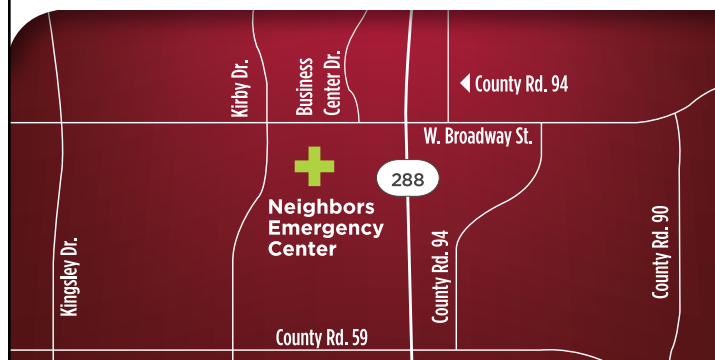 Kirby Dr.
Business
Center Dr.
County Rd. 94
W. Broadway St.
288
Neighbors
Emergency
Center
Kingsley Dr.
County Rd. 94
County Rd. 90
County Rd. 59